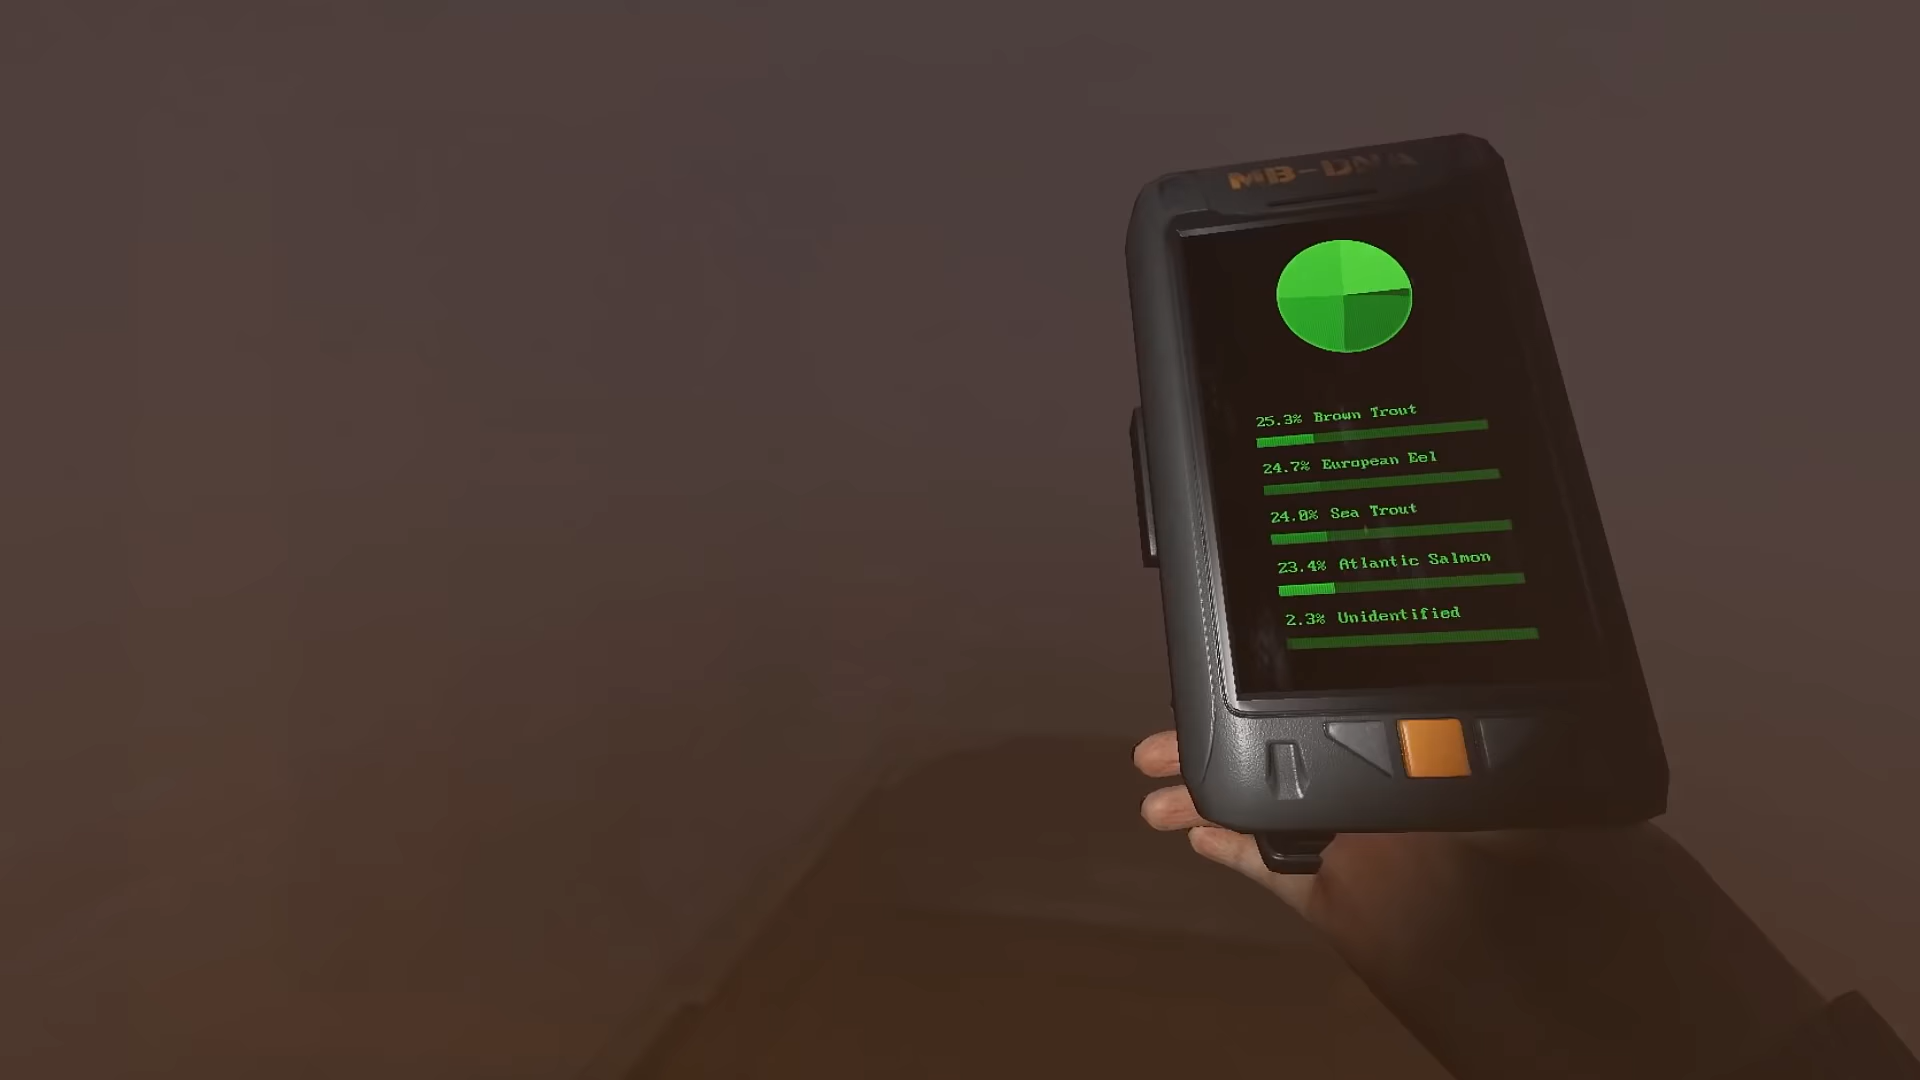 MB-DNA
25.3% Brown Trout
24.7% European Eel
24.0% Sea Trout
23.4% Atlantic Salmon
2.3% Unidentified